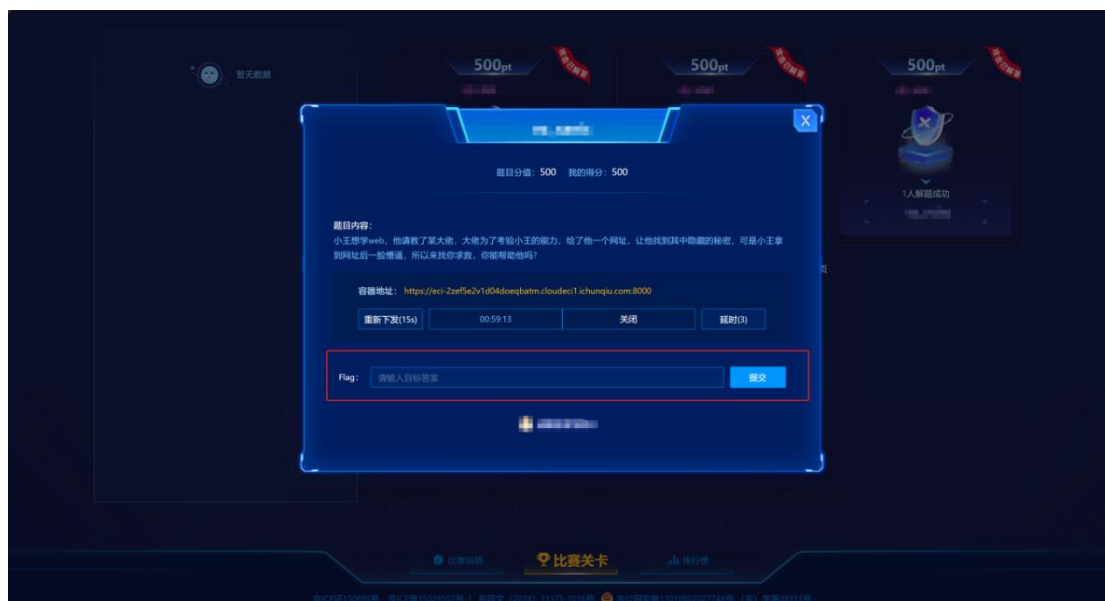 暂无数据
500pt
500pt
500pt
X
题目分值：500 我的得分：500
1人解题成功
题目内容：
小王想学web，他请教了某大佬，大佬为了考验小王的能力，给了他一个网址，让他找到其中隐藏的秘密，可是小王拿
到网址后一脸懵逼，所以来找你求救，你能帮助他吗？
页
容器地址：https://eci-2zef5e2v1d04doeqbatm.cloudeci1.ichunqiu.com:8000
重新下发(15s) 00:59:13 关闭 延时(3)
Flag: 请输入目标答案 提交
比赛说明 比赛关卡 排行榜